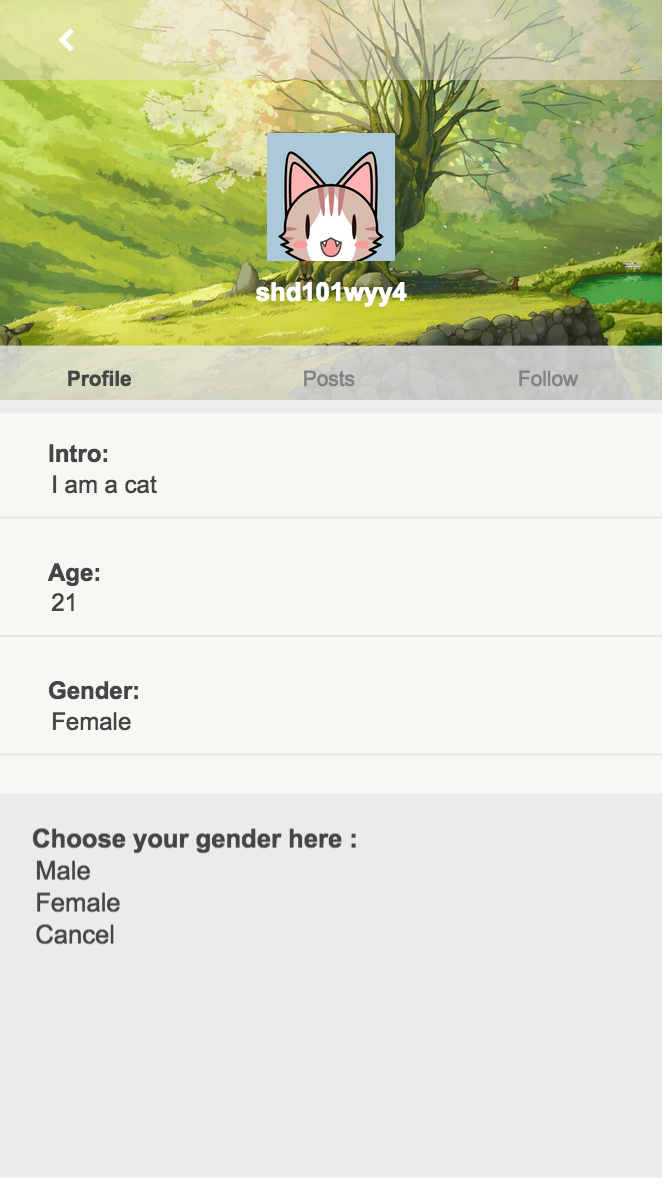 shd101wyy4
Profile Posts Follow
Intro:
I am a cat
Age:
21
Gender:
Female
Choose your gender here :
Male
Female
Cancel